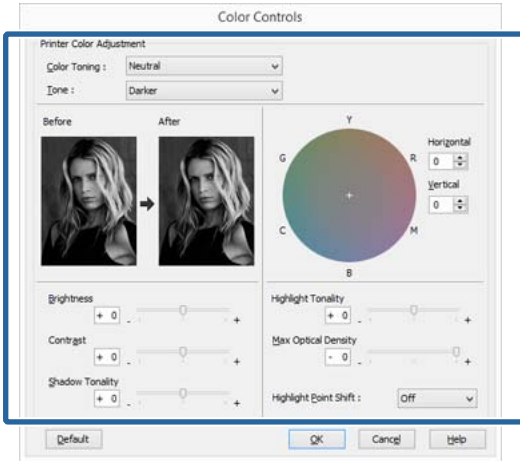 Color Controls
Printer Color Adjustment
Color Toning : Neutral
Tone : Darker
Before After
Y
G R
C M
B
Horizontal
0
Vertical
0
Brightness
+ 0 - +
Contrast
+ 0 - +
Shadow Tonality
+ 0 - +
Highlight Tonality
+ 0 - +
Max Optical Density
- 0 - +
Highlight Point Shift : Off
Default OK Cancel Help